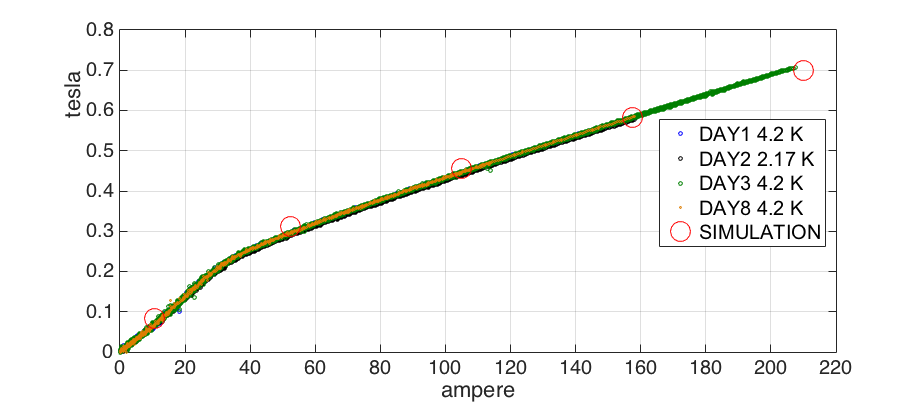 0.8
0.7
0.6
0.5
0.4
0.3
0.2
0.1
0
tesla
DAY1 4.2 K
DAY2 2.17 K
DAY3 4.2 K
DAY8 4.2 K
SIMULATION
0 20 40 60 80 100 120 140 160 180 200 220
ampere